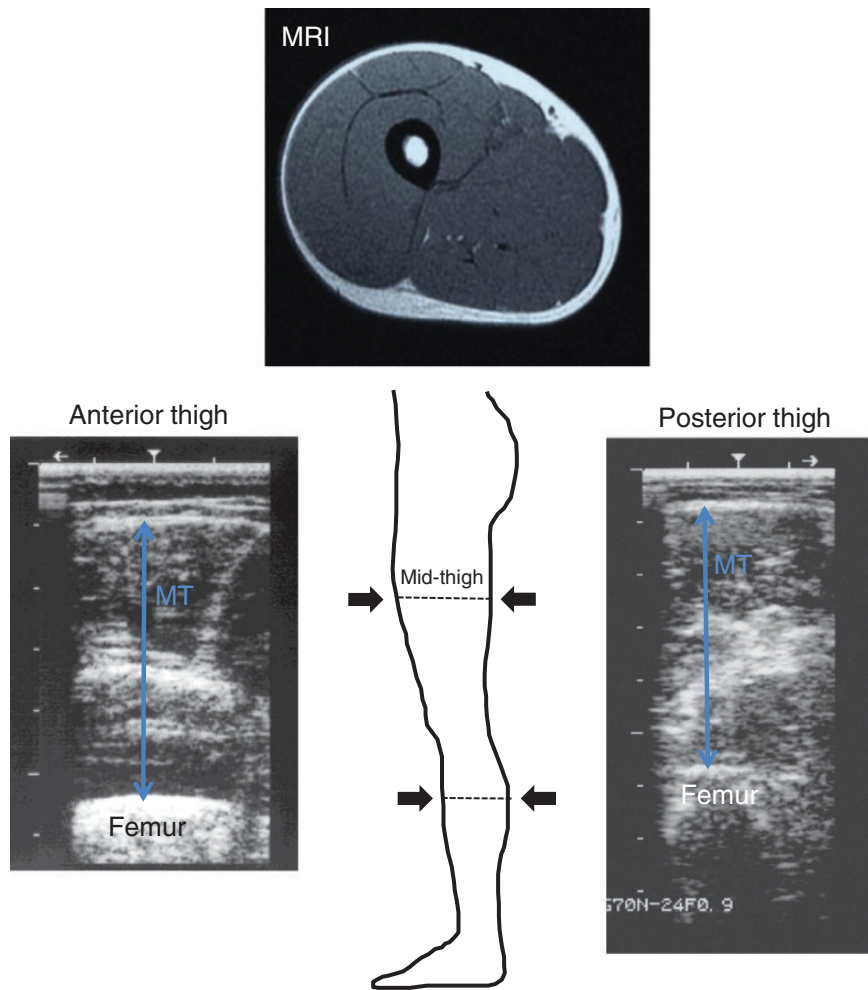 MRI
Anterior thigh
Posterior thigh
MT
Mid-thigh
MT
Femur
Femur
G70N-24F0.9